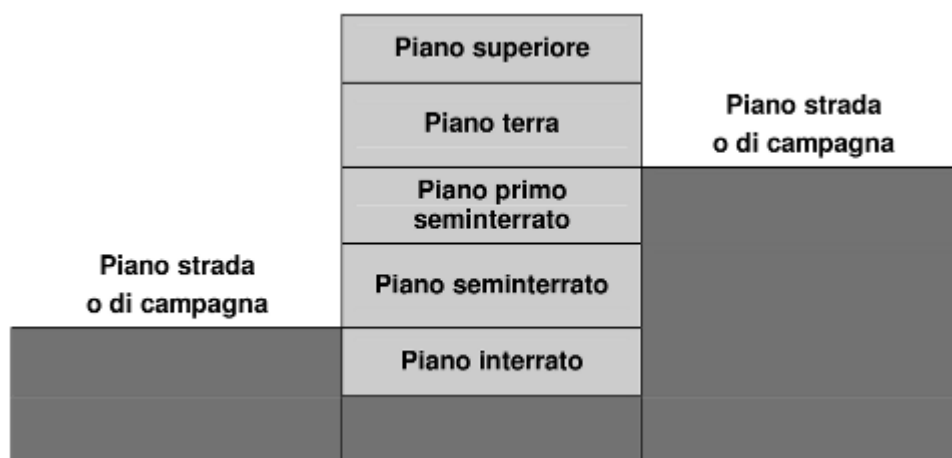 Piano superiore
Piano terra
Piano strada
o di campagna
Piano primo
seminterrato
Piano strada
o di campagna
Piano seminterrato
Piano interrato